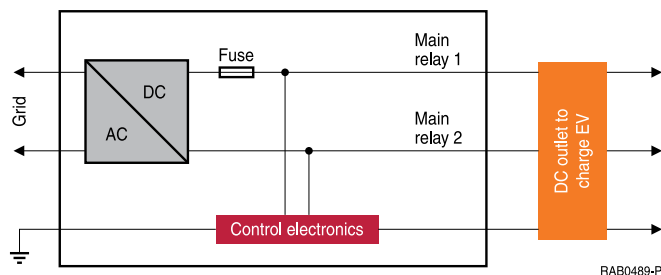 Fuse
Main
relay 1
DC
AC
Grid
Main
relay 2
DC outlet to
charge EV
Control electronics
RAB0489-P